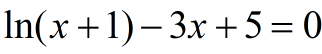 ln(x + 1) − 3x + 5 = 0